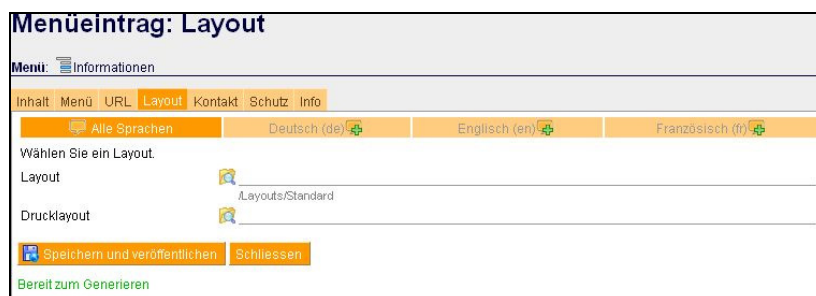 Menüeintrag: Layout
Menü: Informationen
Inhalt Menü URL Layout Kontakt Schutz Info
Alle Sprachen Deutsch (de) Englisch (en) Französisch (fr)
Wählen Sie ein Layout.
Layout
/Layouts/Standard
Drucklayout
Speichern und veröffentlichen Schliessen
Bereit zum Generieren